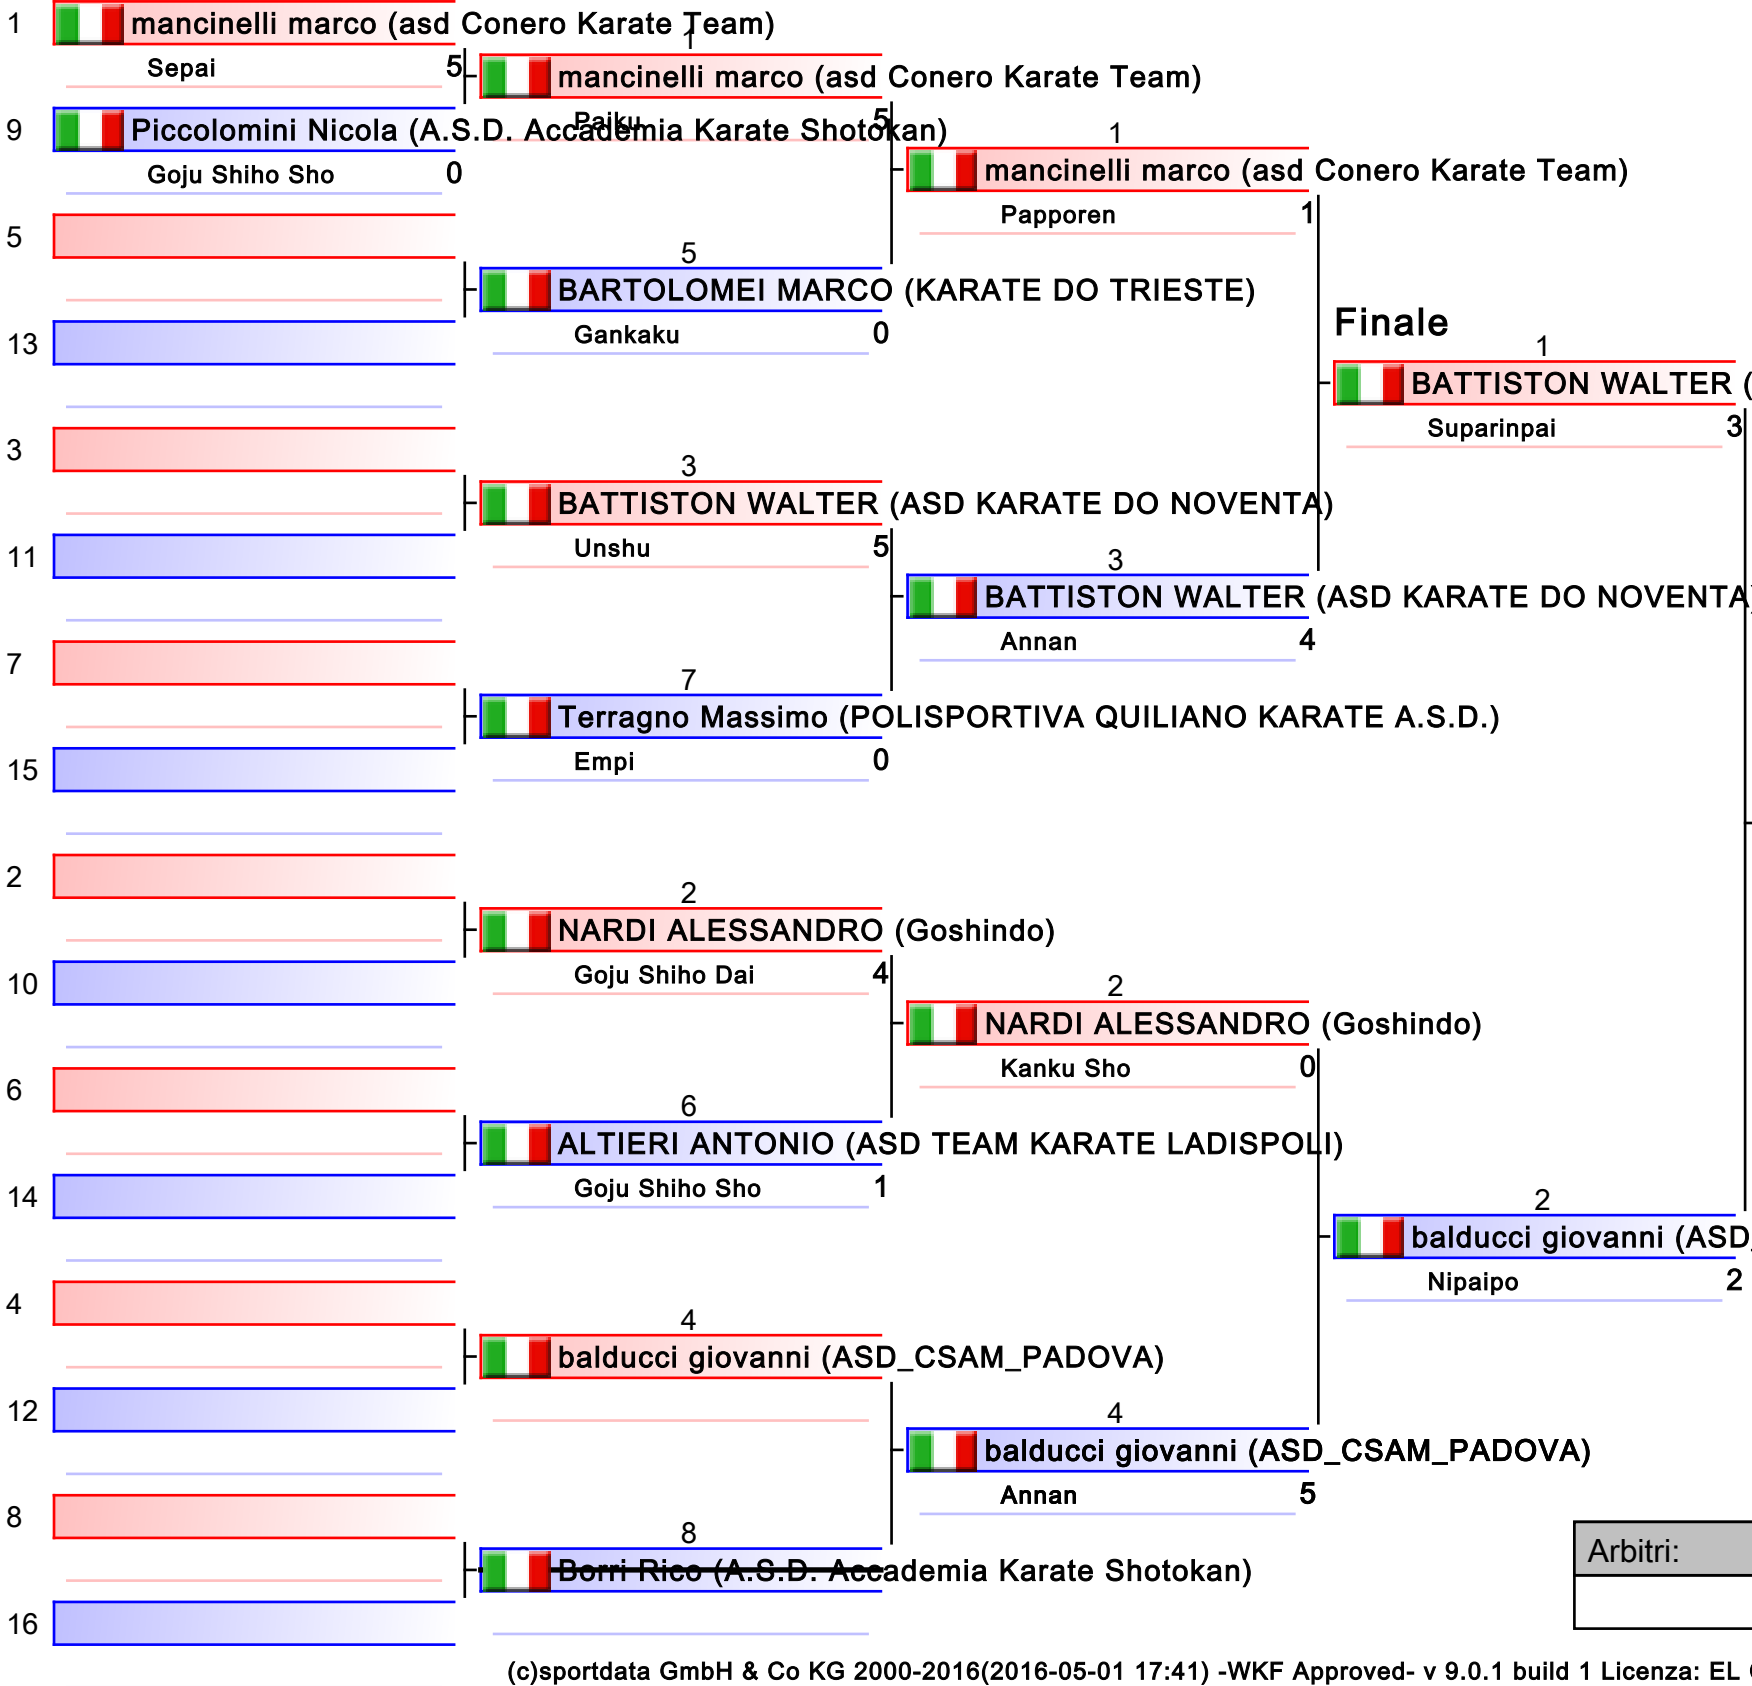 1 mancinelli marco (asd Conero Karate Team)
Sepai 5
9 Piccolomini Nicola (A.S.D. Accademia Karate Shotokan)
Goju Shiho Sho 0
5
13
3
11
7
15
2
10
6
14
4
12
8
16
1
mancinelli marco (asd Conero Karate Team)
Paiku 5
5
BARTOLOMEI MARCO (KARATE DO TRIESTE)
Gankaku 0
3
BATTISTON WALTER (ASD KARATE DO NOVENTA)
Unshu 5
7
Terragno Massimo (POLISPORTIVA QUILIANO KARATE A.S.D.)
Empi 0
2
NARDI ALESSANDRO (Goshindo)
Goju Shiho Dai 4
6
ALTIERI ANTONIO (ASD TEAM KARATE LADISPOLI)
Goju Shiho Sho 1
4
balducci giovanni (ASD_CSAM_PADOVA)
8
Borri Rico (A.S.D. Accademia Karate Shotokan)
1
mancinelli marco (asd Conero Karate Team)
Papporen 1
3
BATTISTON WALTER (ASD KARATE DO NOVENTA)
Annan 4
2
NARDI ALESSANDRO (Goshindo)
Kanku Sho 0
4
balducci giovanni (ASD_CSAM_PADOVA)
Annan 5
Finale
1
BATTISTON WALTER (
Suparinpai 3
2
balducci giovanni (ASD_
Nipaipo 2
Arbitri:
(c)sportdata GmbH & Co KG 2000-2016(2016-05-01 17:41) -WKF Approved- v 9.0.1 build 1 Licenza: EL